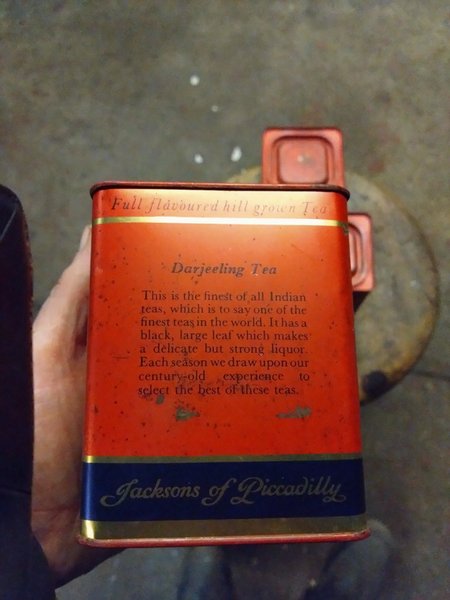 Full flavoured hill grown Tea
Darjeeling Tea
This is the finest of all Indian
teas, which is to say one of the
finest teas in the world. It has a
black, large leaf which makes
a delicate but strong liquor.
Each season we draw upon our
century-old experience to
select the best of these teas.
Jacksons of Piccadilly